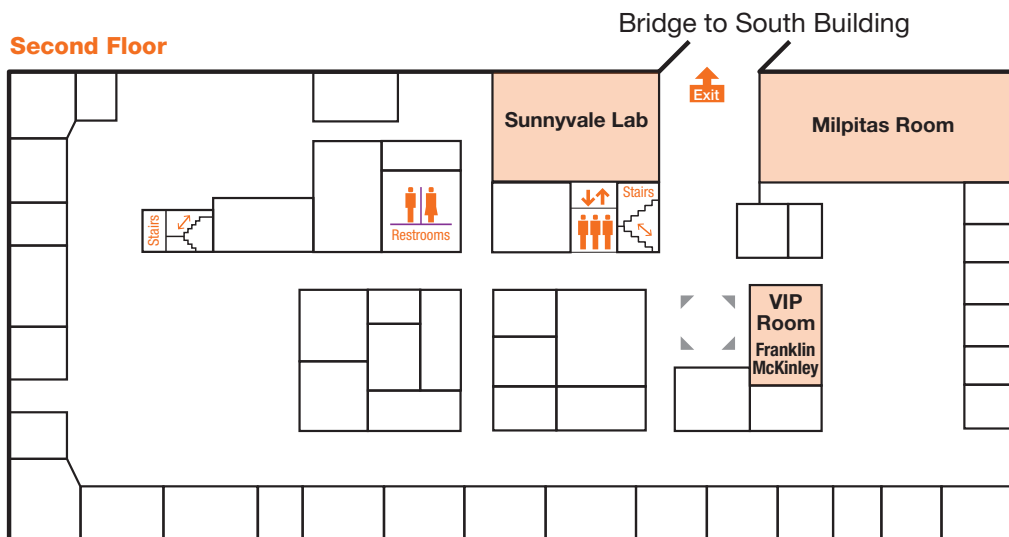 Bridge to South Building
Second Floor
Exit
Sunnyvale Lab
Milpitas Room
Stairs
Stairs
Restrooms
VIP
Room
Franklin
McKinley